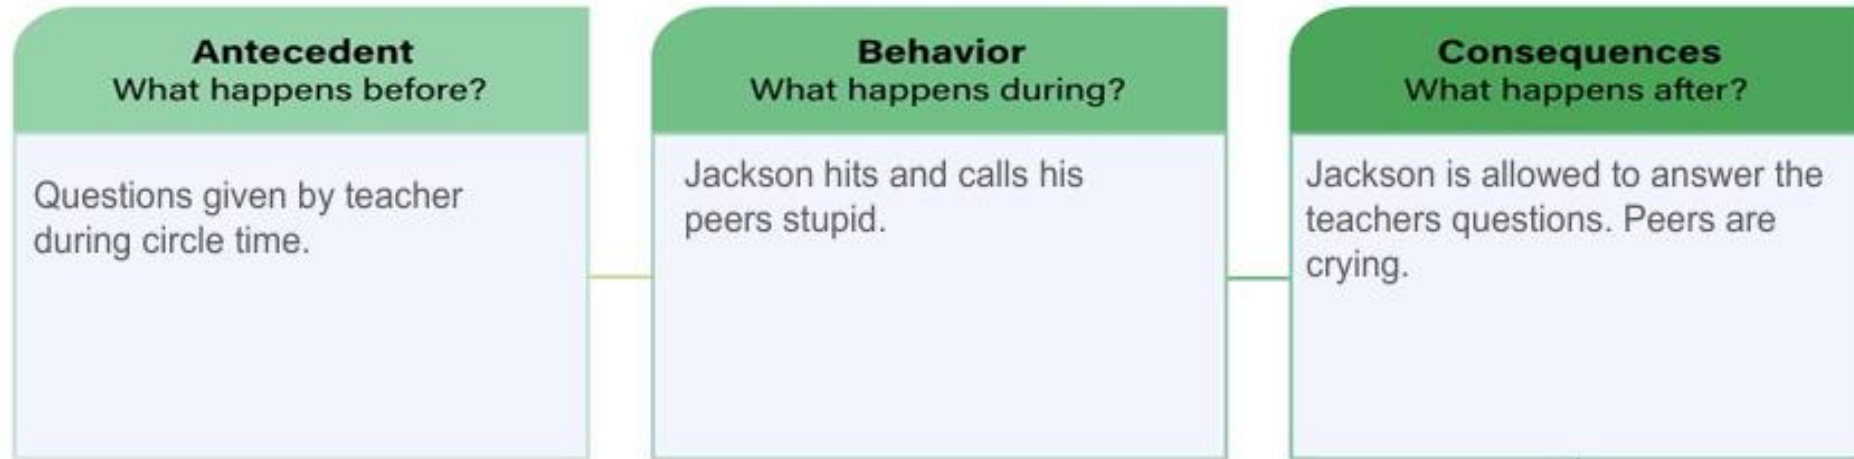 Antecedent
What happens before?
Questions given by teacher
during circle time.
Behavior
What happens during?
Jackson hits and calls his
peers stupid.
Consequences
What happens after?
Jackson is allowed to answer the
teachers questions. Peers are
crying.